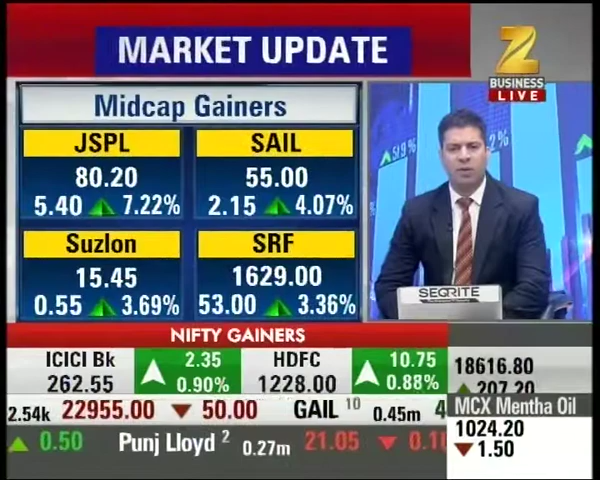 MARKET UPDATE
Z
BUSINESS
LIVE
Midcap Gainers
JSPL
80.20
5.40 7.22%
SAIL
55.00
2.15 4.07%
Suzlon
15.45
0.55 3.69%
SRF
1629.00
53.00 3.36%
SEQRITE
NIFTY GAINERS
ICICI Bk 2.35
262.55 0.90%
HDFC 10.75
1228.00 0.88%
18616.80
207.20
2.54k 22955.00 50.00 GAIL 10 0.45m 4
MCX Mentha Oil
1024.20
1.50
0.50 Punj Lloyd 2 0.27m 21.05